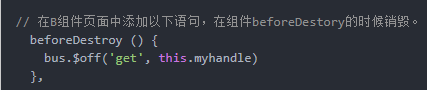 // 在B组件页面中添加以下语句，在组件beforeDestory的时候销毁。
beforeDestroy () {
bus.$off('get', this.myhandle)
},